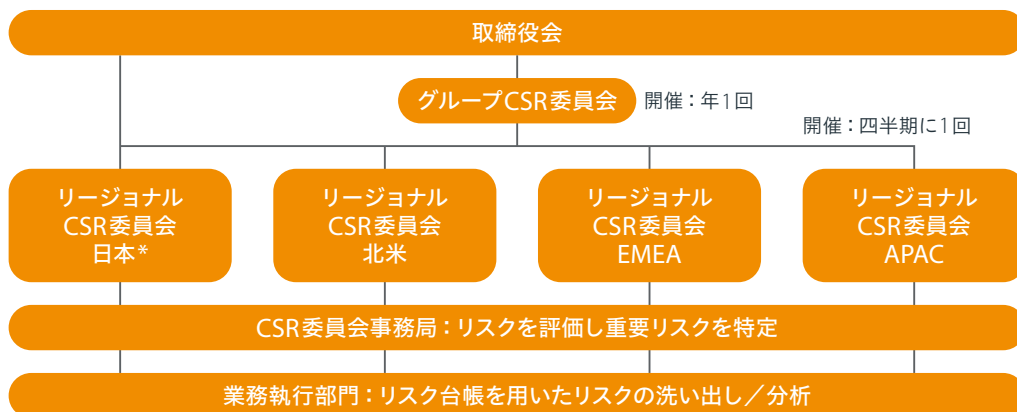 取締役会
グループCSR委員会
開催：年1回
開催：四半期に1回
リージョナル
CSR委員会
日本*
リージョナル
CSR委員会
北米
リージョナル
CSR委員会
EMEA
リージョナル
CSR委員会
APAC
CSR委員会事務局：リスクを評価し重要リスクを特定
業務執行部門：リスク台帳を用いたリスクの洗い出し／分析